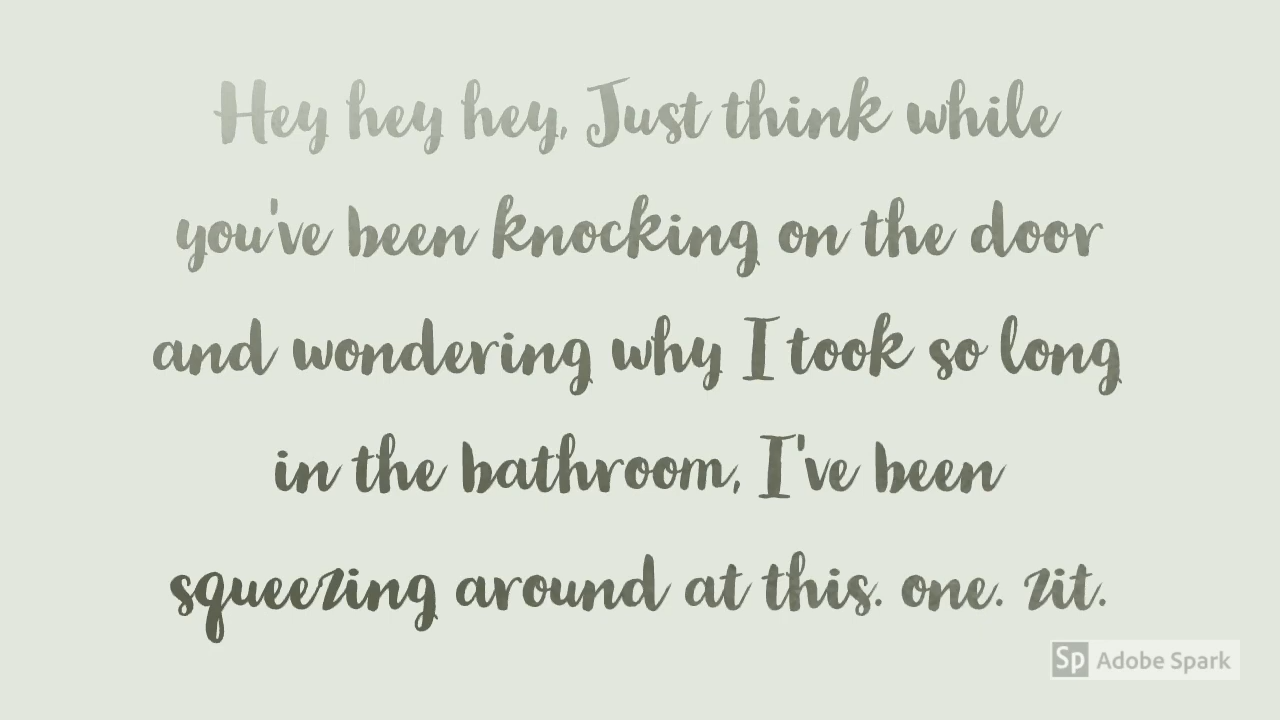 Hey hey hey, Just think while
you've been knocking on the door
and wondering why I took so long
in the bathroom, I've been
squeezing around at this. one. zit.
Sp Adobe Spark